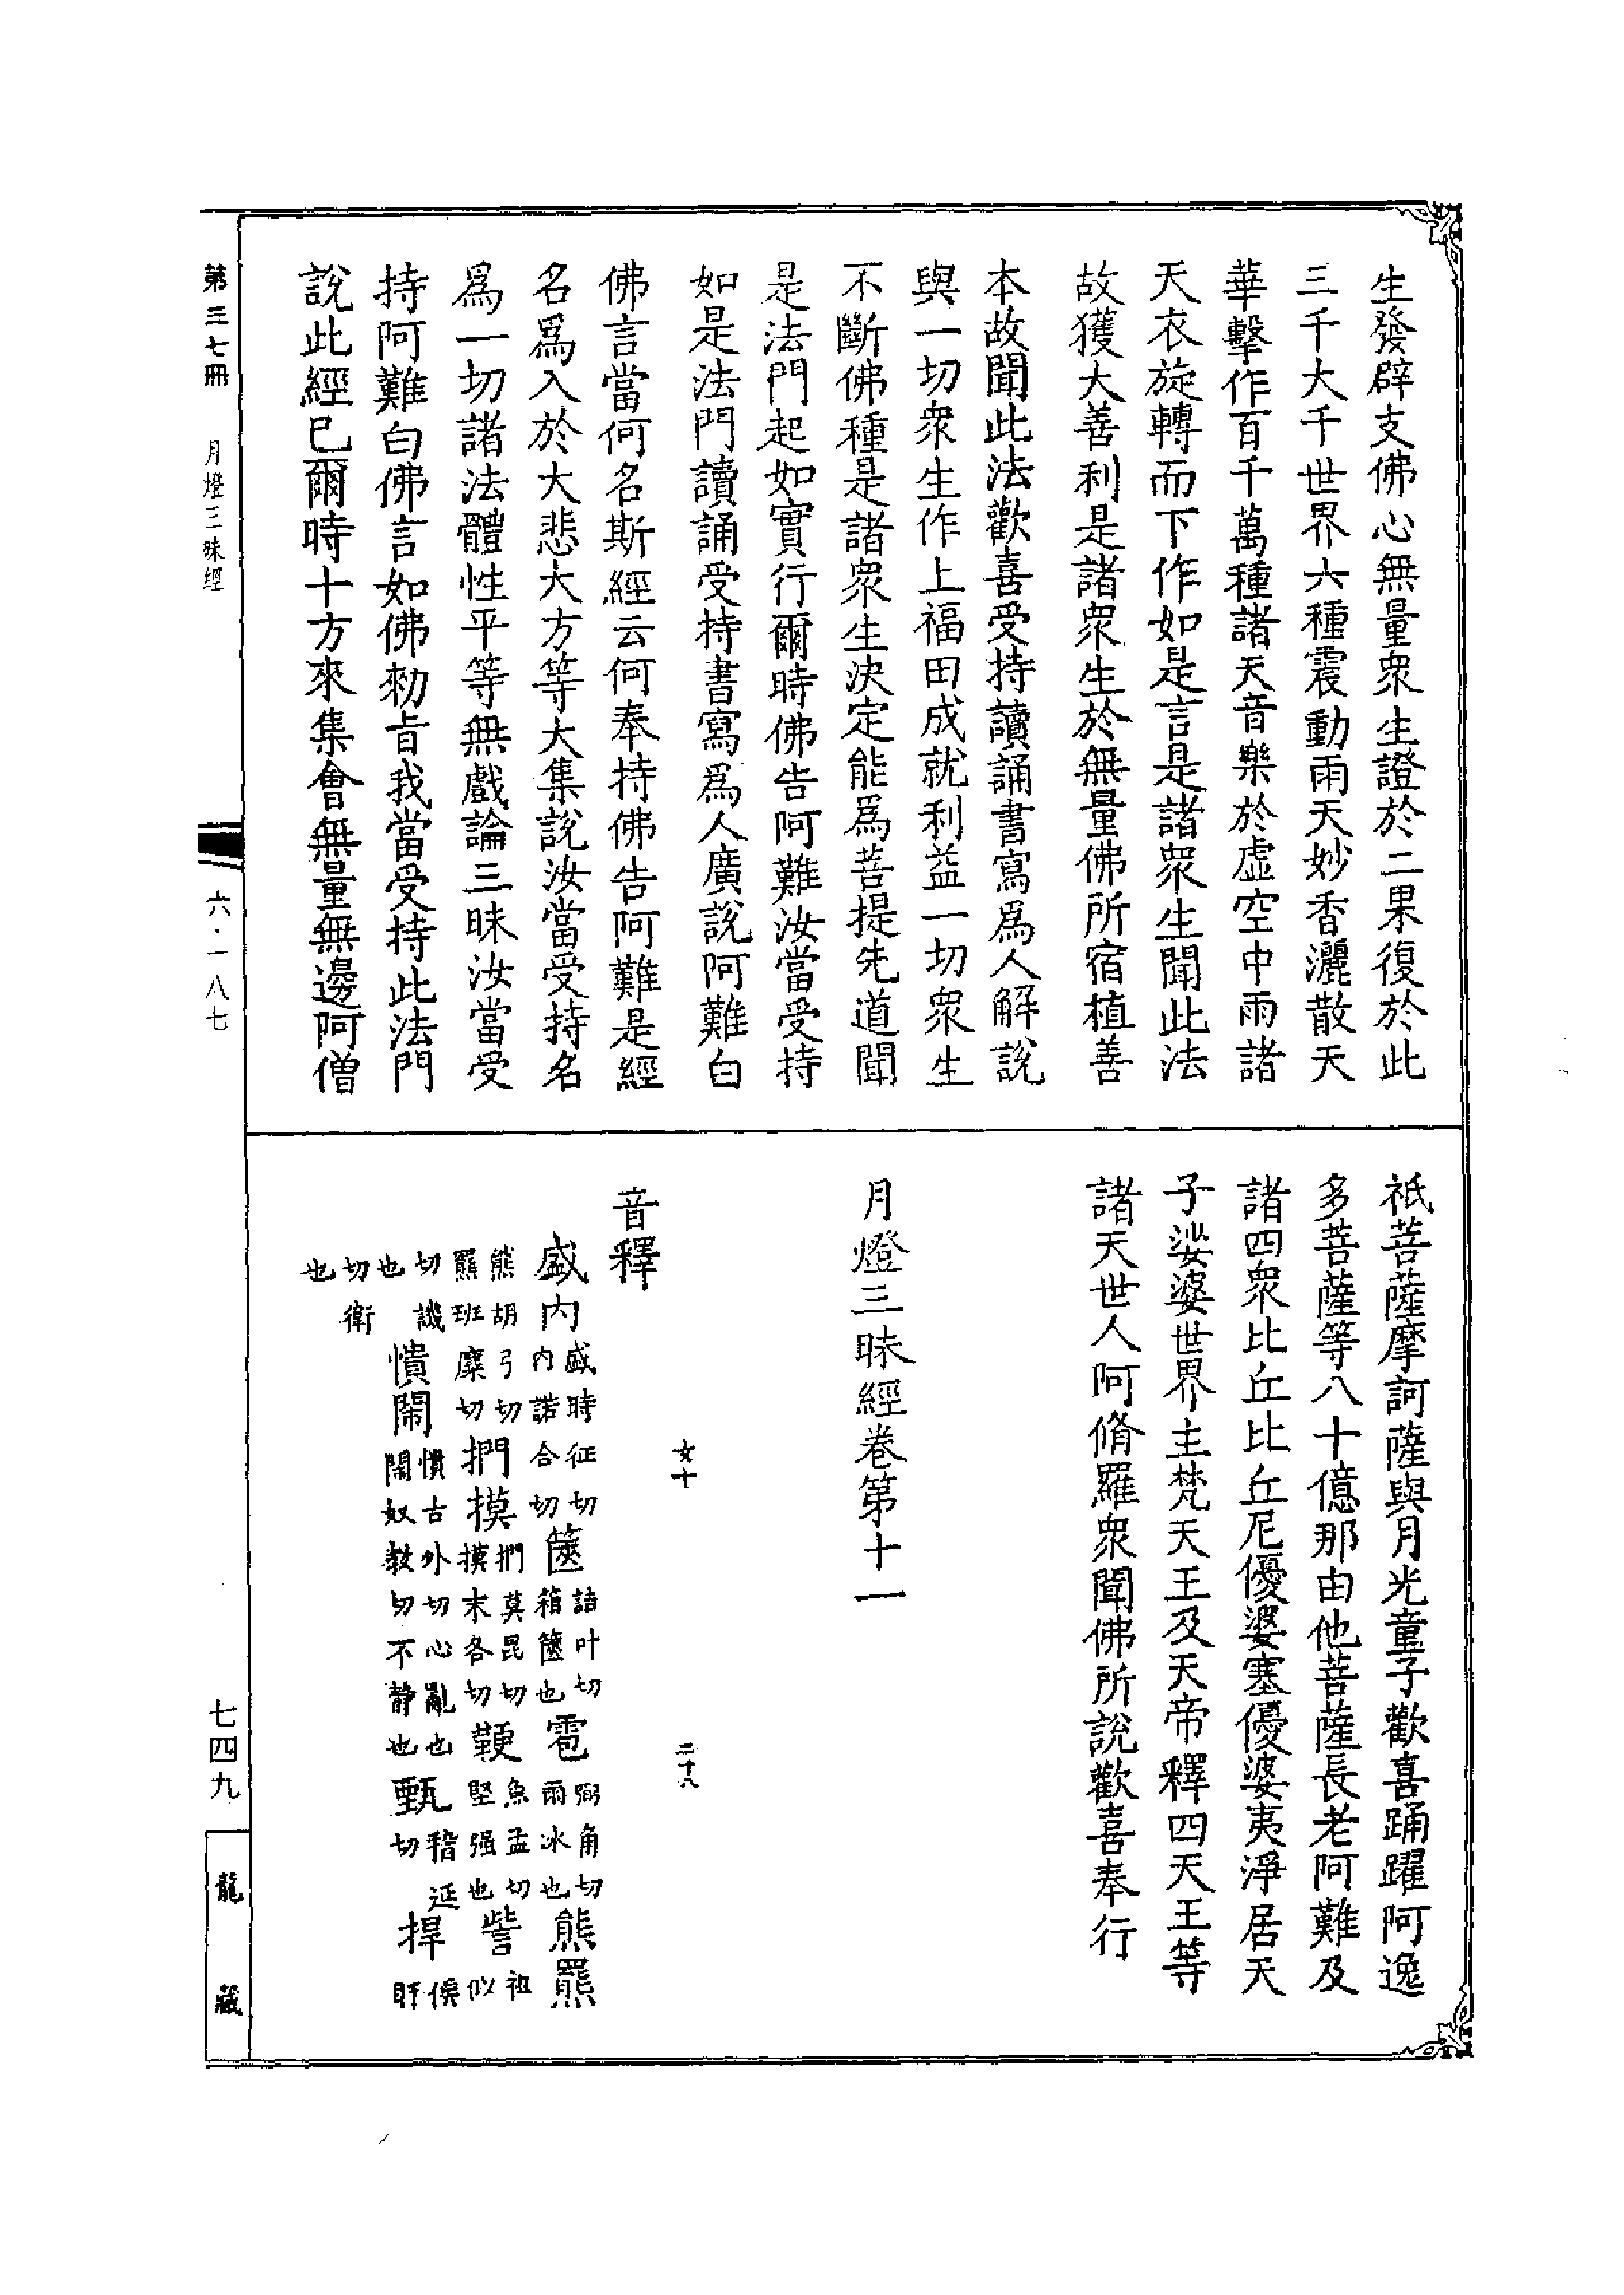 生發辟支佛心無量衆生證於二果復於此
三千大千世界六種震動雨天妙香灑散天
華擊作百千萬種諸天音樂於虛空中雨諸
天衣旋轉而下作如是言是諸衆生聞此法
故獲大善利是諸衆生於無量佛所宿植善
本故聞此法歡喜受持讀誦書寫爲人解說
與一切衆生作上福田成就利益一切衆生
不斷佛種是諸衆生決定能爲菩提先道聞
是法門起如實行爾時佛告阿難汝當受持
如是法門讀誦受持書寫爲人廣說阿難白
佛言當何名斯經云何奉持佛告阿難是經
名爲入於大悲大方等大集說汝當受持名
爲一切諸法體性平等無戲論三昧汝當受
持阿難白佛言如佛勑旨我當受持此法門
說此經已爾時十方來集會無量無邊阿僧
祇菩薩摩訶薩與月光童子歡喜踊躍阿逸
多菩薩等八十億那由他菩薩長老阿難及
諸四衆比丘比丘尼優婆塞優婆夷淨居天
子娑婆世界主梵天王及天帝釋四天王等
諸天世人阿脩羅衆聞佛所說歡喜奉行
月燈三昧經卷第十一
女十 二十八
音釋
盛内盛時征切内諾合切篋詰叶切箱篋也雹弼角切雨冰也熊羆
熊胡弓切羆班麋切捫摸捫莫昆切摸末各切鞕魚孟切堅强也訾祖似
切譏也憒閙憒古外切心亂也閙奴教切不靜也甄稽延切捍侯旰
切衛也
第三七冊 月燈三昧經 六·一八七 七四九 龍藏